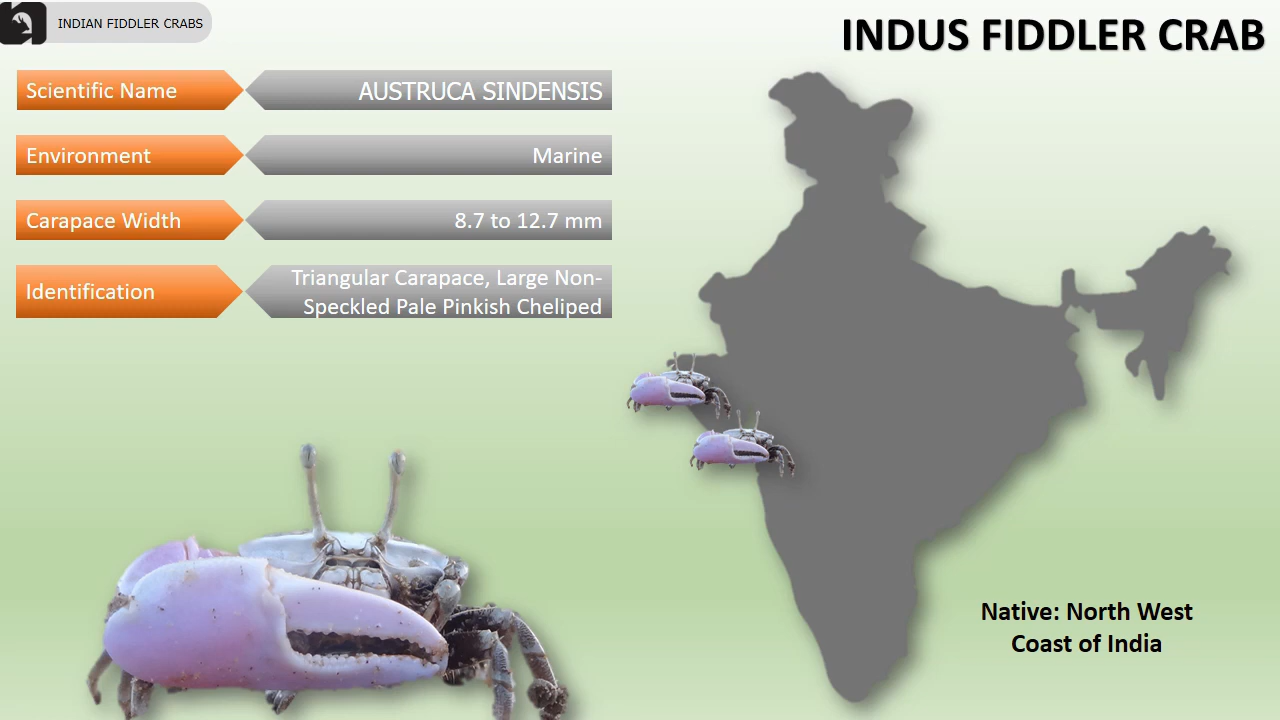 INDIAN FIDDLER CRABS
INDUS FIDDLER CRAB
Scientific Name
AUSTRUCA SINDENSIS
Environment
Marine
Carapace Width
8.7 to 12.7 mm
Identification
Triangular Carapace, Large Non-
Speckled Pale Pinkish Cheliped
Native: North West
Coast of India